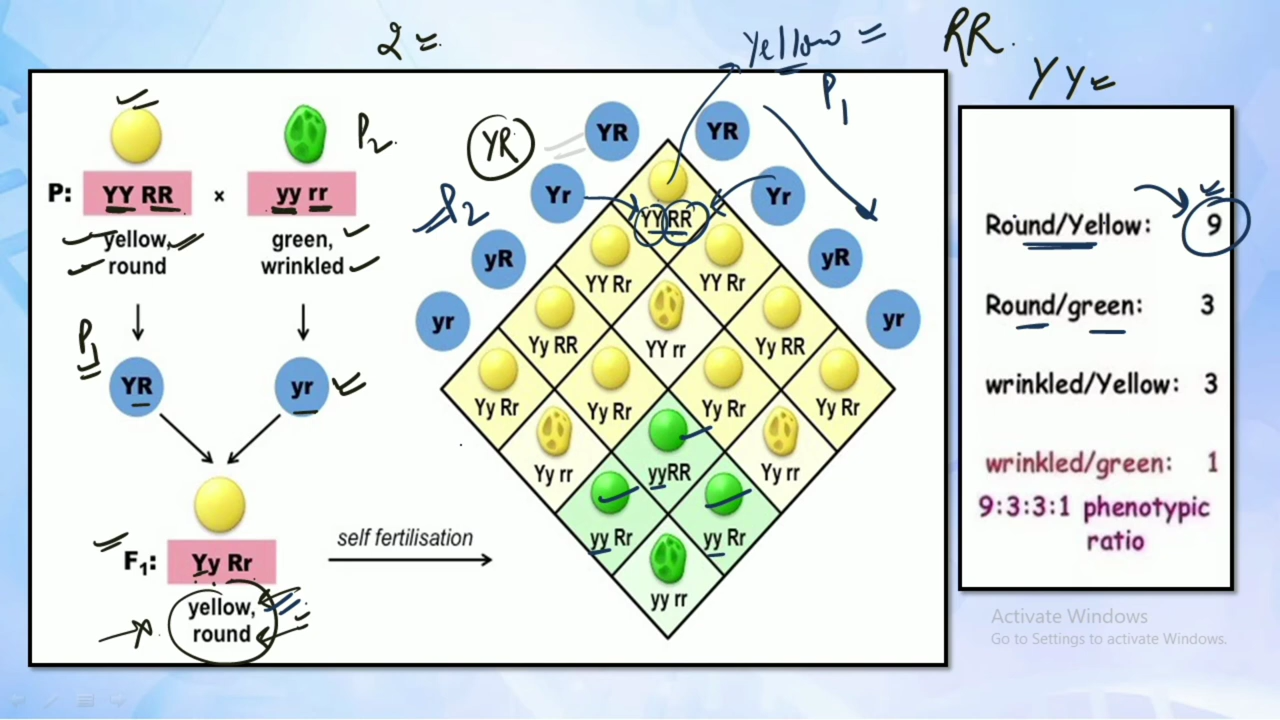 2 =
Yellow =
RR.
Yy =
P1
P2.
YR
YR
YR
P:
YY RR
x
yy rr
Yr
Yr
P2
YY RR
yellow,
round
green,
wrinkled
yR
yR
YY Rr
YY Rr
yr
yr
P1
Yy RR
YY rr
Yy RR
YR
yr
Yy Rr
Yy Rr
Yy Rr
Yy Rr
Yy rr
yyRR
Yy rr
self fertilisation
yy Rr
yy Rr
F1:
Yy Rr
yy rr
yellow,
round
Round/Yellow: 9
Round/green: 3
wrinkled/Yellow: 3
wrinkled/green: 1
9:3:3:1 phenotypic
ratio
Activate Windows
Go to Settings to activate Windows.